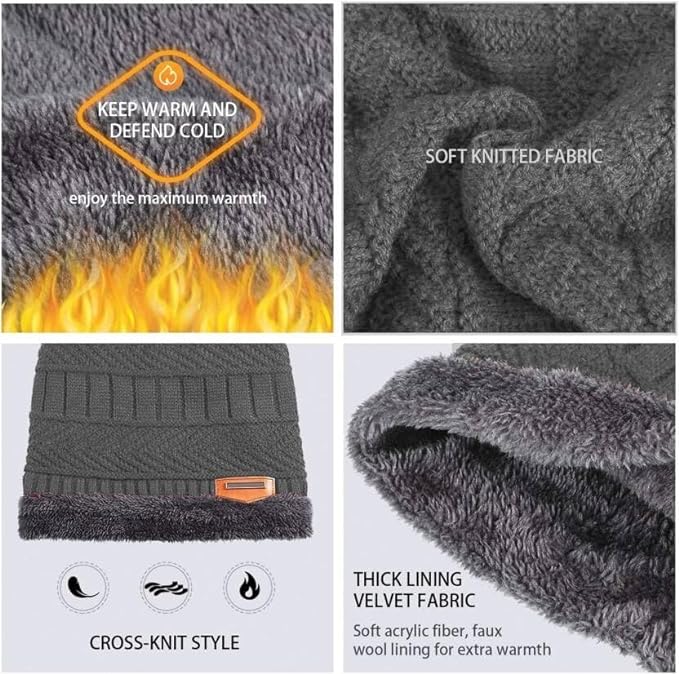 KEEP WARM AND
DEFEND COLD
enjoy the maximum warmth
SOFT KNITTED FABRIC
CROSS-KNIT STYLE
THICK LINING
VELVET FABRIC
Soft acrylic fiber, faux
wool lining for extra warmth